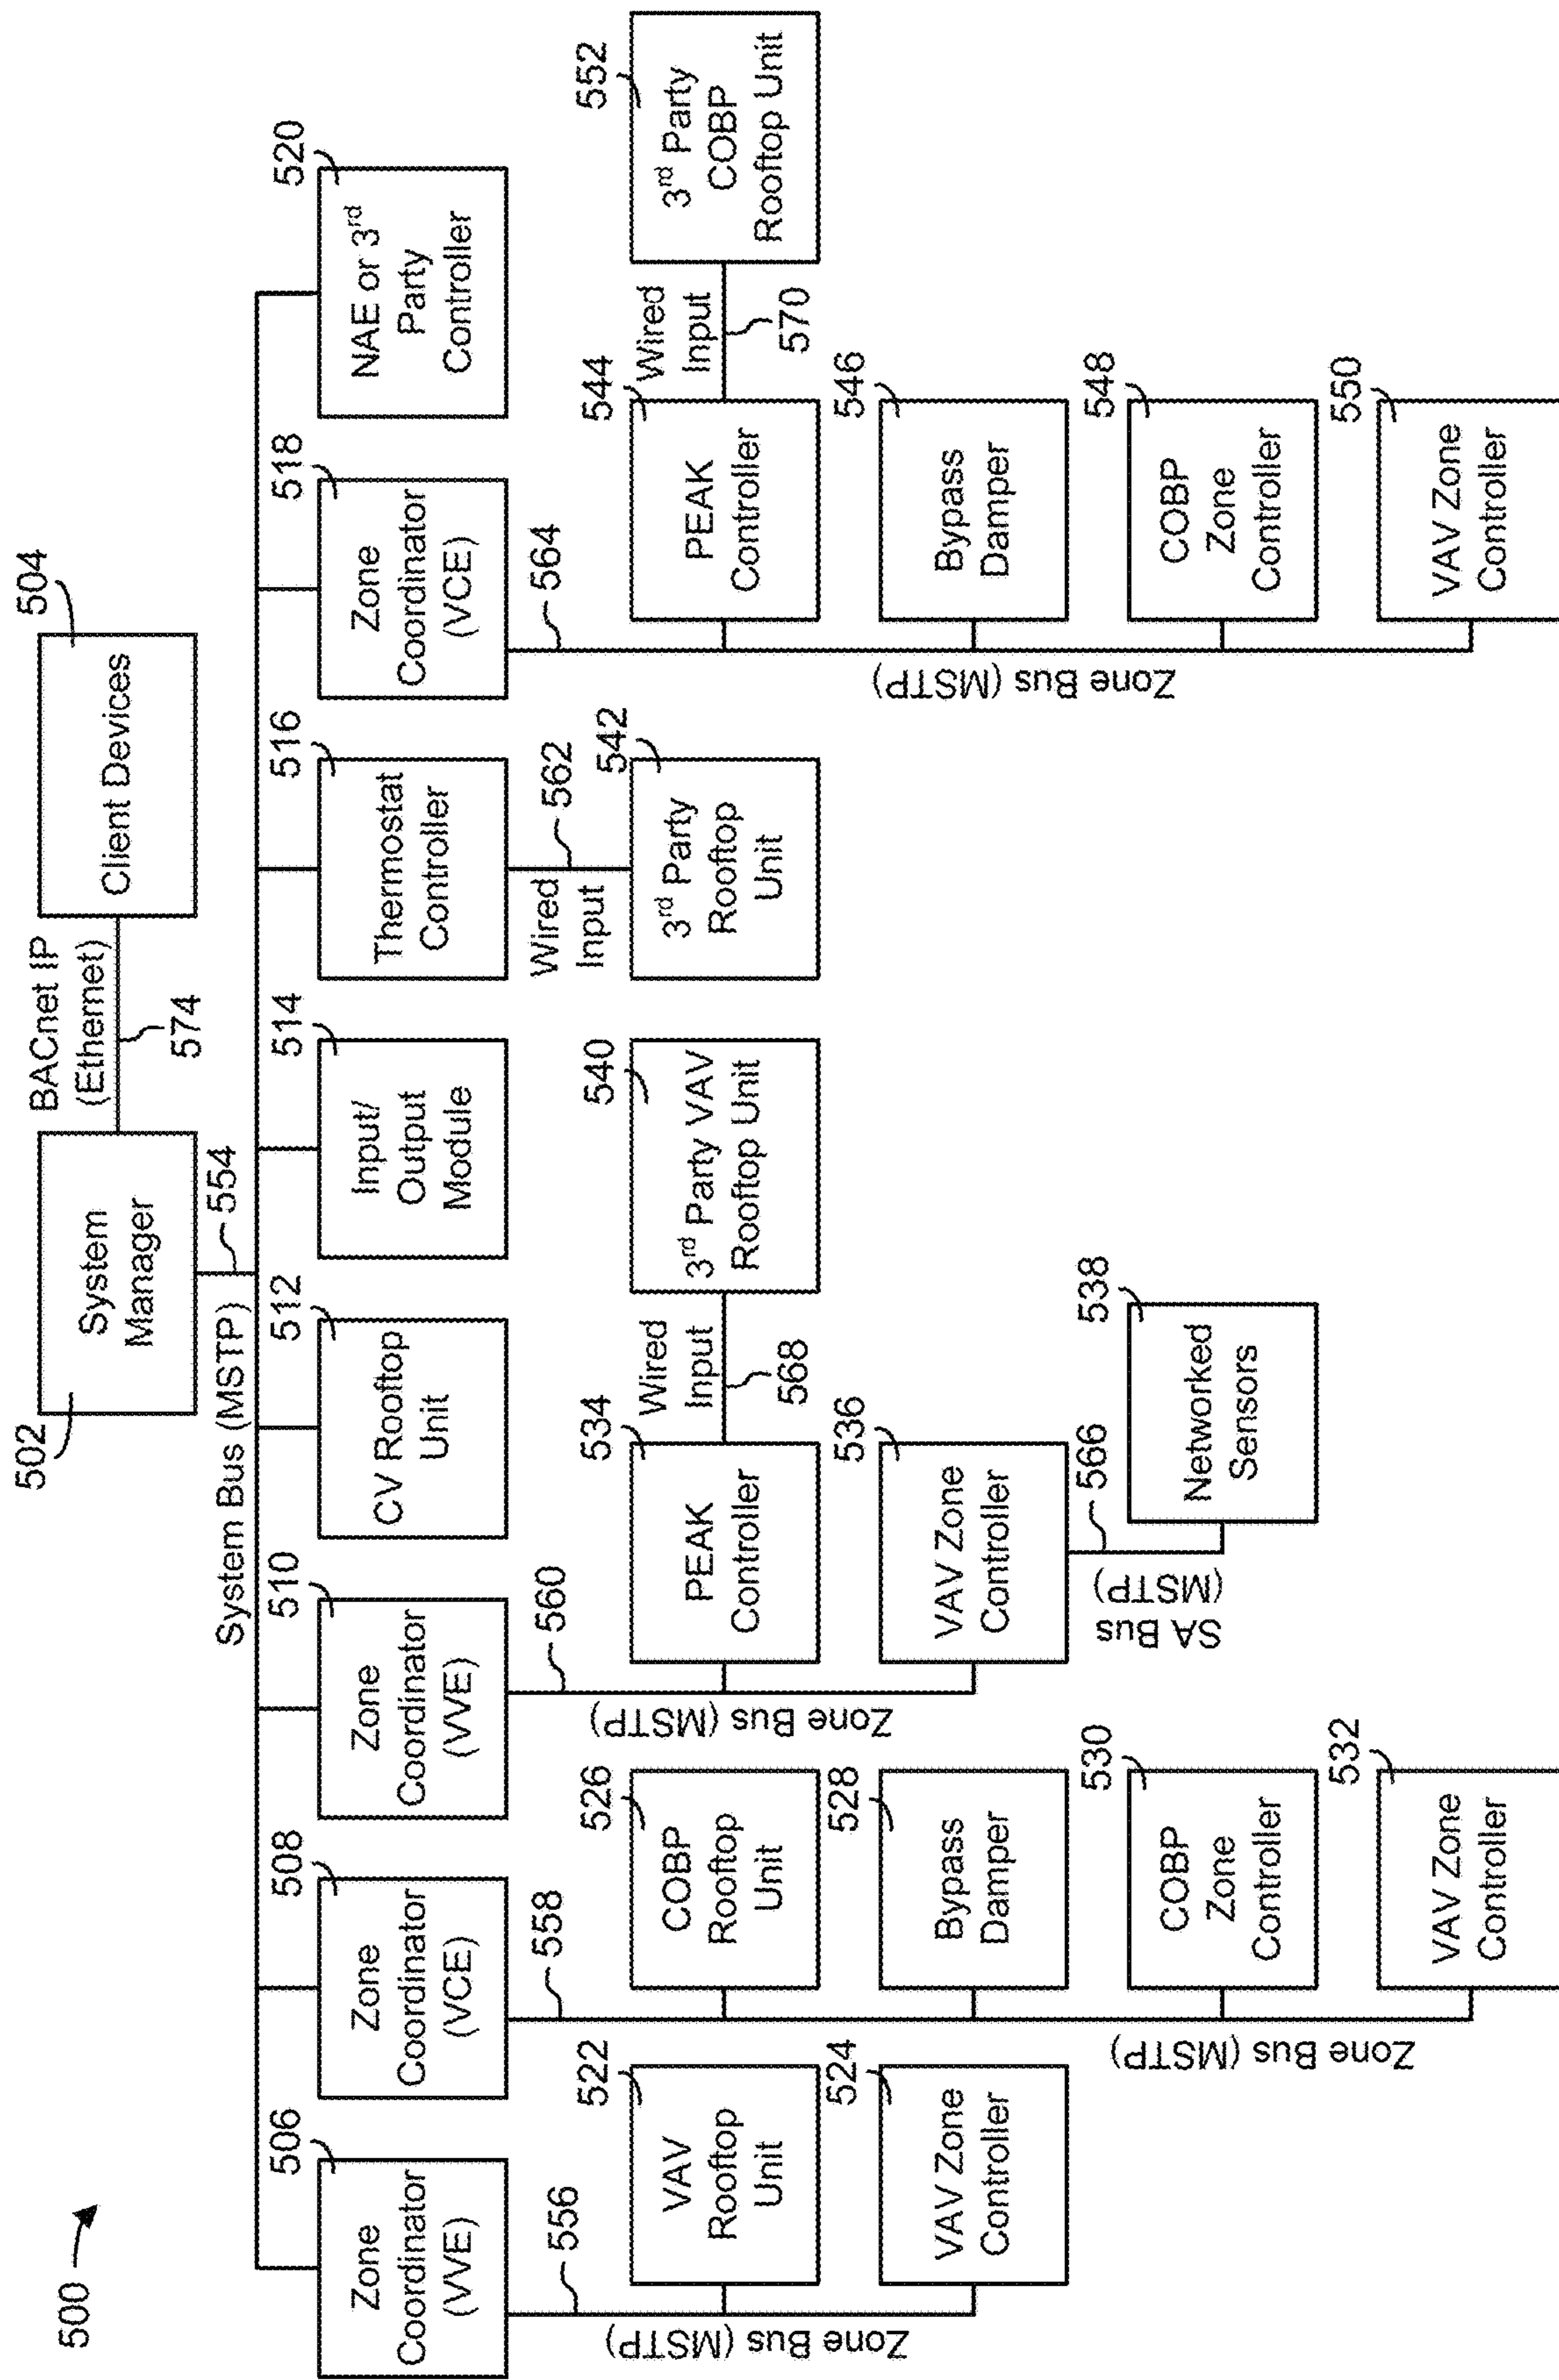 500
502
System
Manager
BACnet IP
(Ethernet)
574
504
Client Devices
System Bus (MSTP)
554
506
Zone
Coordinator
(VVE)
508
Zone
Coordinator
(VCE)
510
Zone
Coordinator
(VVE)
512
CV Rooftop
Unit
514
Input/
Output
Module
516
Thermostat
Controller
518
Zone
Coordinator
(VCE)
520
NAE or 3rd
Party
Controller
556
Zone Bus (MSTP)
522
VAV
Rooftop
Unit
524
VAV Zone
Controller
558
Zone Bus (MSTP)
526
COBP
Rooftop
Unit
528
Bypass
Damper
530
COBP
Zone
Controller
532
VAV Zone
Controller
560
Zone Bus (MSTP)
534
PEAK
Controller
Wired
Input
568
540
3rd Party VAV
Rooftop Unit
536
VAV Zone
Controller
566
SA Bus
(MSTP)
538
Networked
Sensors
Wired
Input
562
542
3rd Party
Rooftop
Unit
564
Zone Bus (MSTP)
544
PEAK
Controller
Wired
Input
570
552
3rd Party
COBP
Rooftop Unit
546
Bypass
Damper
548
COBP
Zone
Controller
550
VAV Zone
Controller